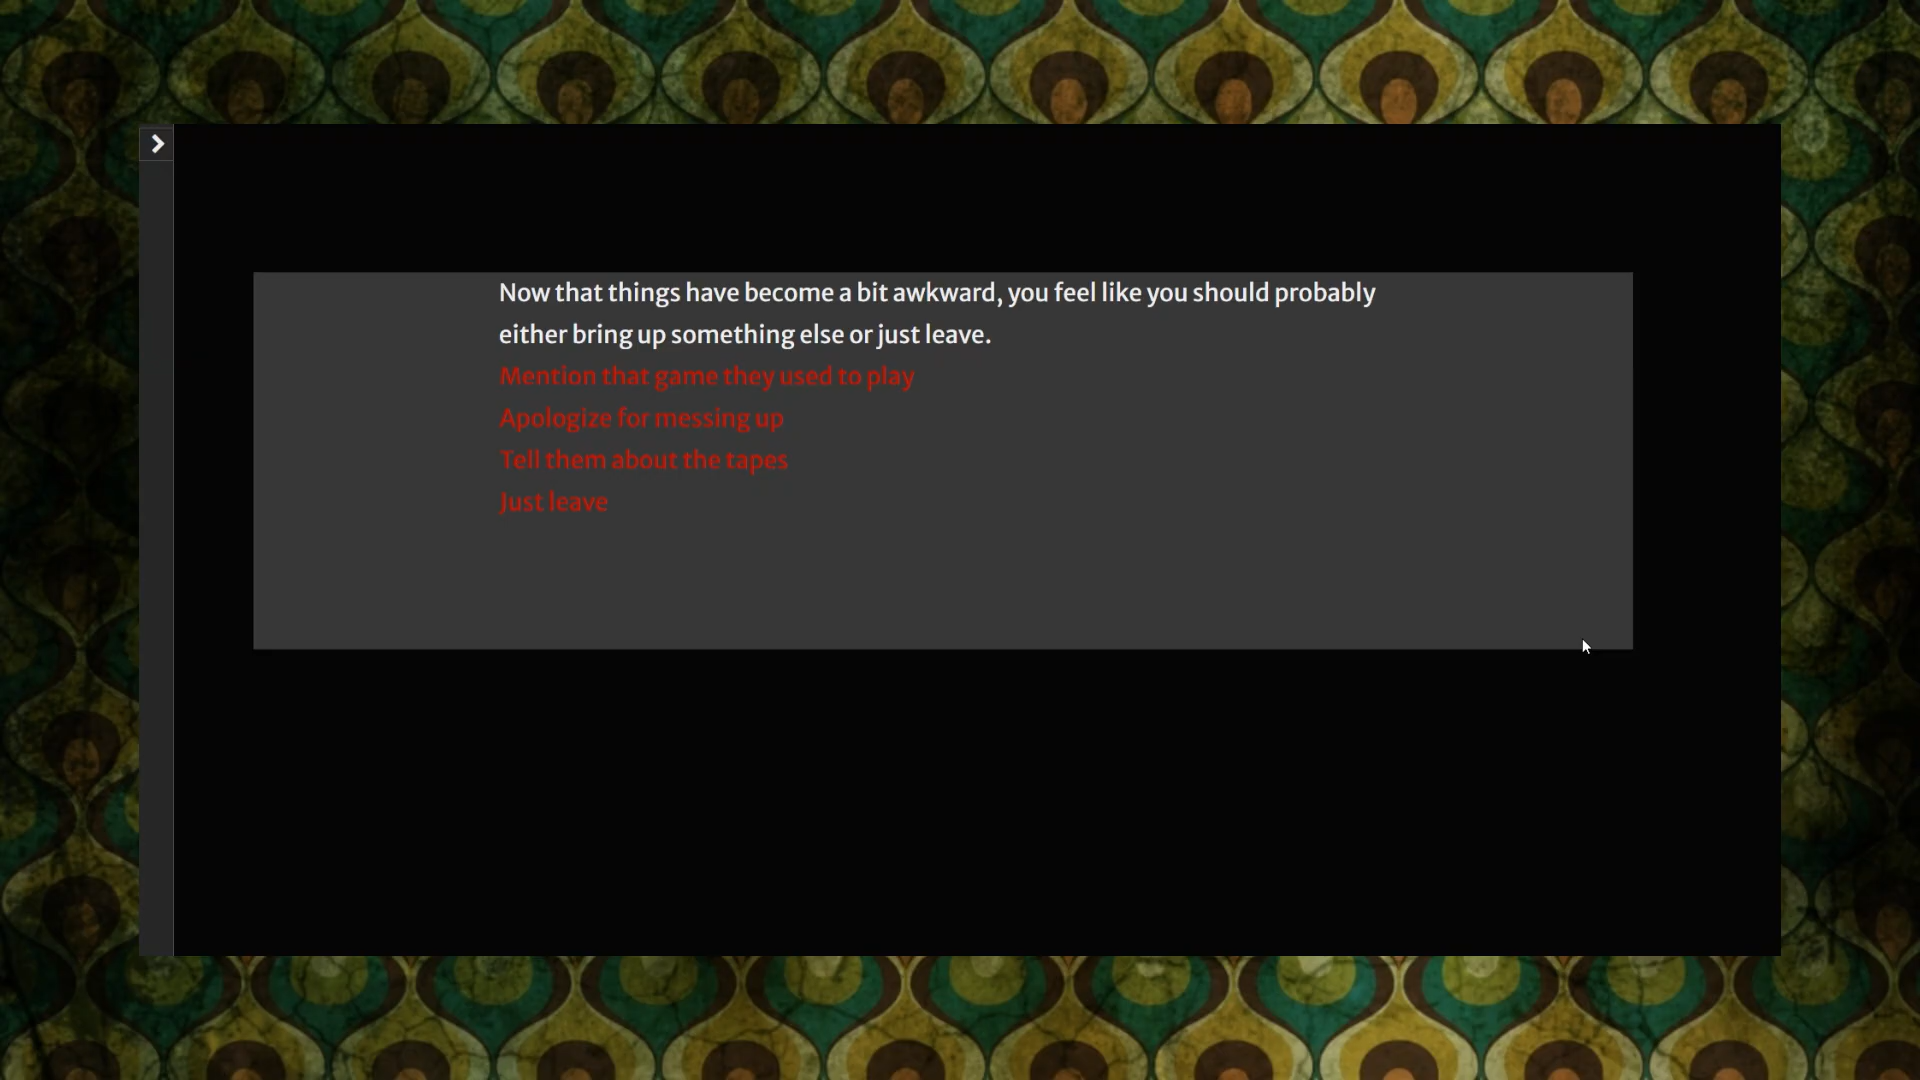 Now that things have become a bit awkward, you feel like you should probably
either bring up something else or just leave.
Mention that game they used to play
Apologize for messing up
Tell them about the tapes
Just leave